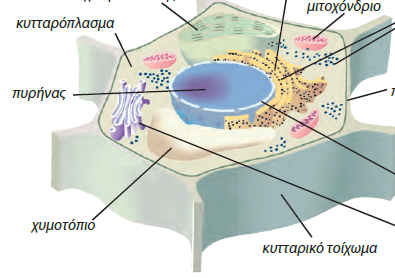 μιτοχόνδριο
κυτταρόπλασμα
πυρήνας
χυμοτόπιο
κυτταρικό τοίχωμα